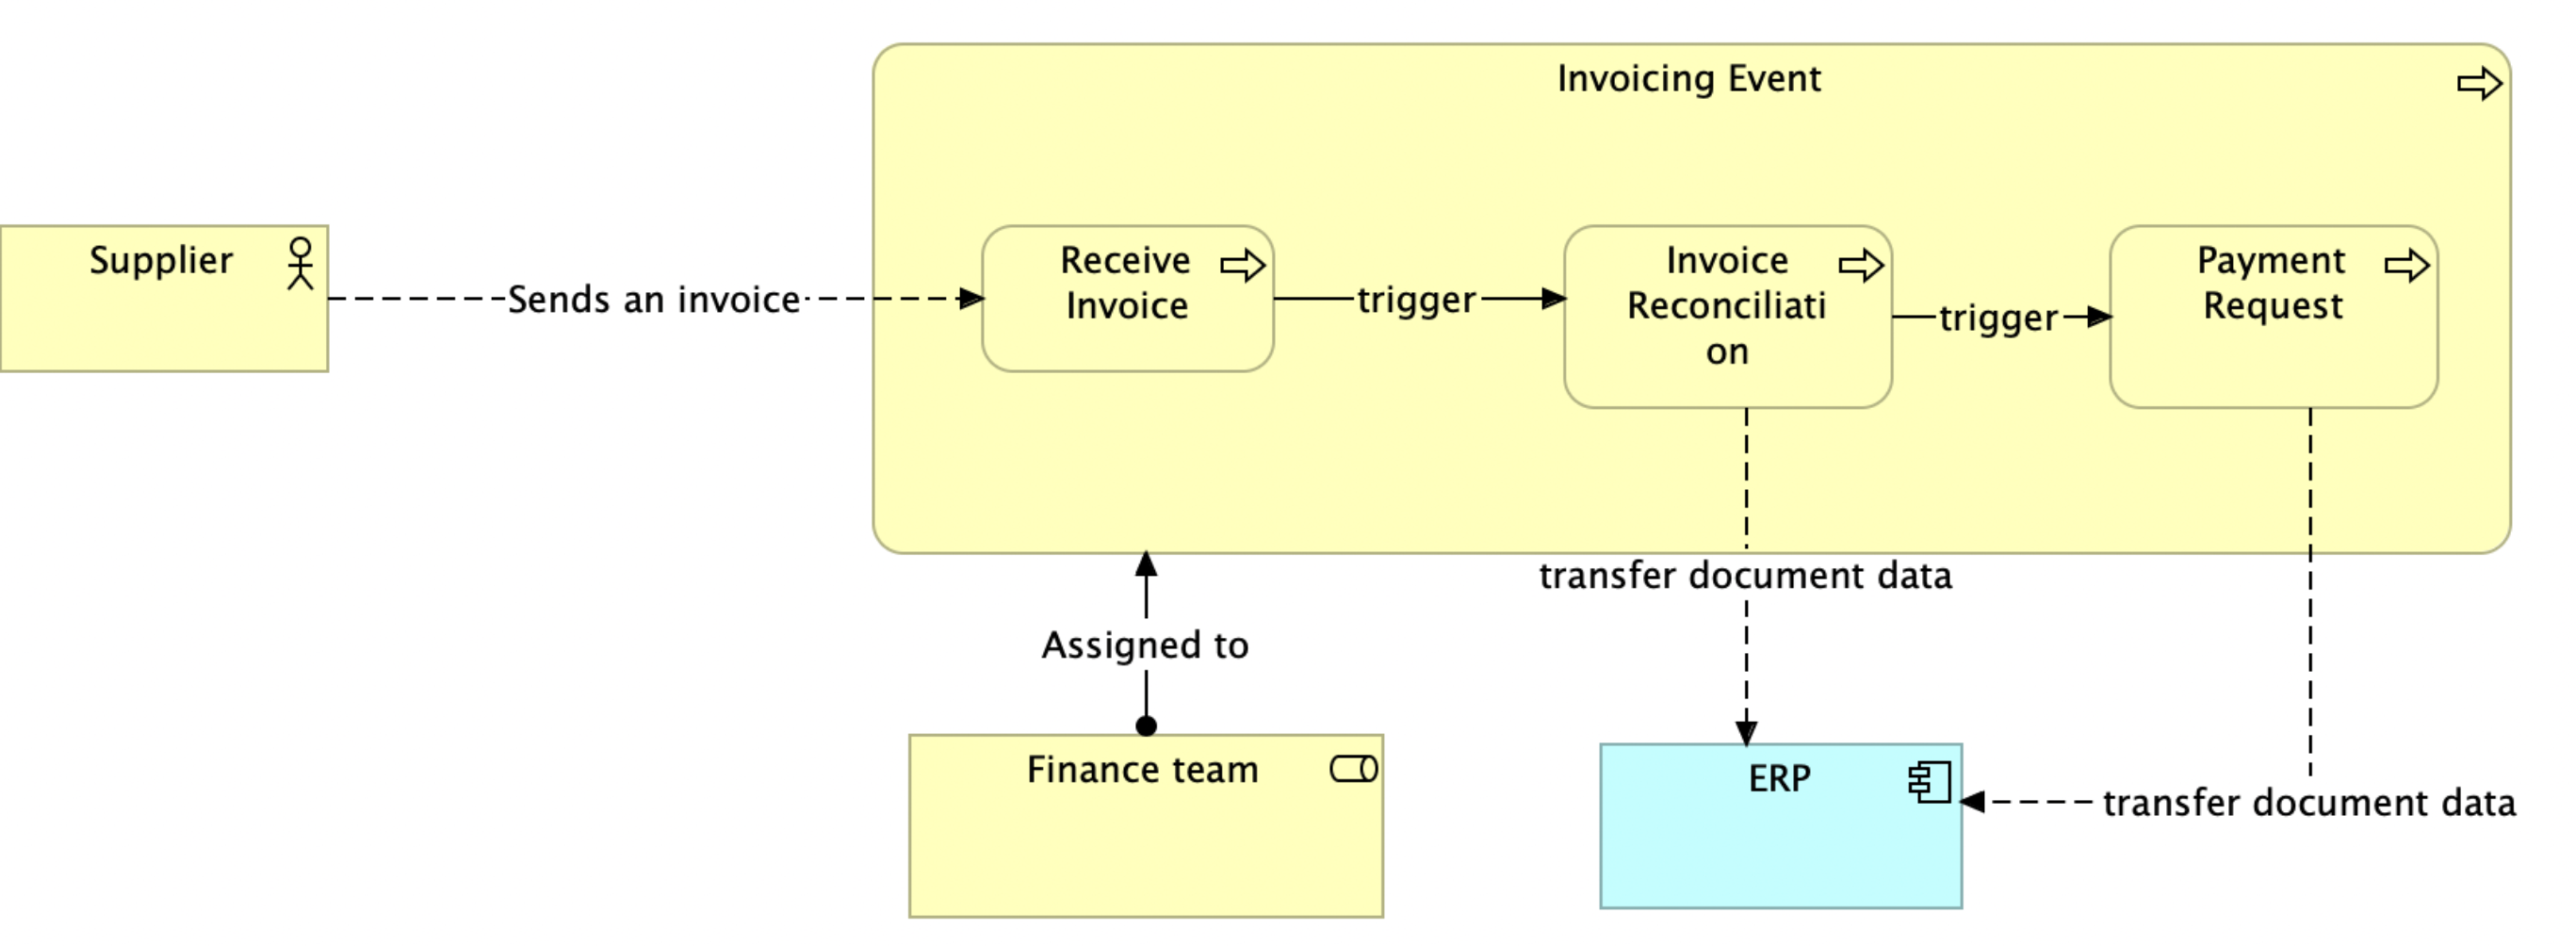 Invoicing Event
Supplier
Sends an invoice
Receive
Invoice
trigger
Invoice
Reconciliati
on
trigger
Payment
Request
transfer document data
Assigned to
Finance team
ERP
transfer document data